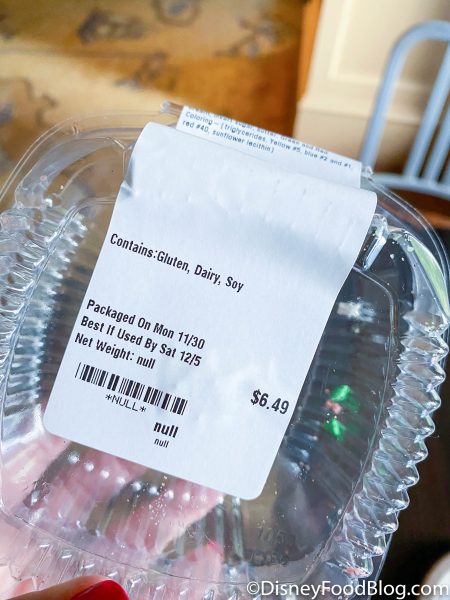 Coloring - (triglycerides, Yellow #5, blue #2 and #1,
red #40, sunflower lecithin)
Contains:Gluten, Dairy, Soy
Packaged On Mon 11/30
Best If Used By Sat 12/5
Net Weight: null
$6.49
*NULL*
null
null
©DisneyFoodBlog.com